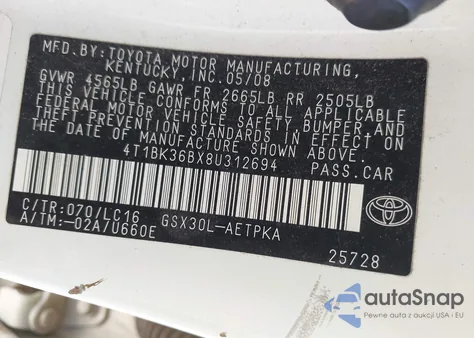 MFD.BY:TOYOTA MOTOR MANUFACTURING,
KENTUCKY, INC. 05/08
GVWR 4565LB GAWR FR 2665LB RR 2505LB
THIS VEHICLE CONFORMS TO ALL APPLICABLE
FEDERAL MOTOR VEHICLE SAFETY, BUMPER, AND
THEFT PREVENTION STANDARDS IN EFFECT ON
THE DATE OF MANUFACTURE SHOWN ABOVE.
4T1BK36BX8U312694 PASS.CAR
C/TR:070/LC16
A/TM:-02A/U660E GSX30L-AETPKA
25728
autoSnap
Pewne auta z aukcji USA i EU